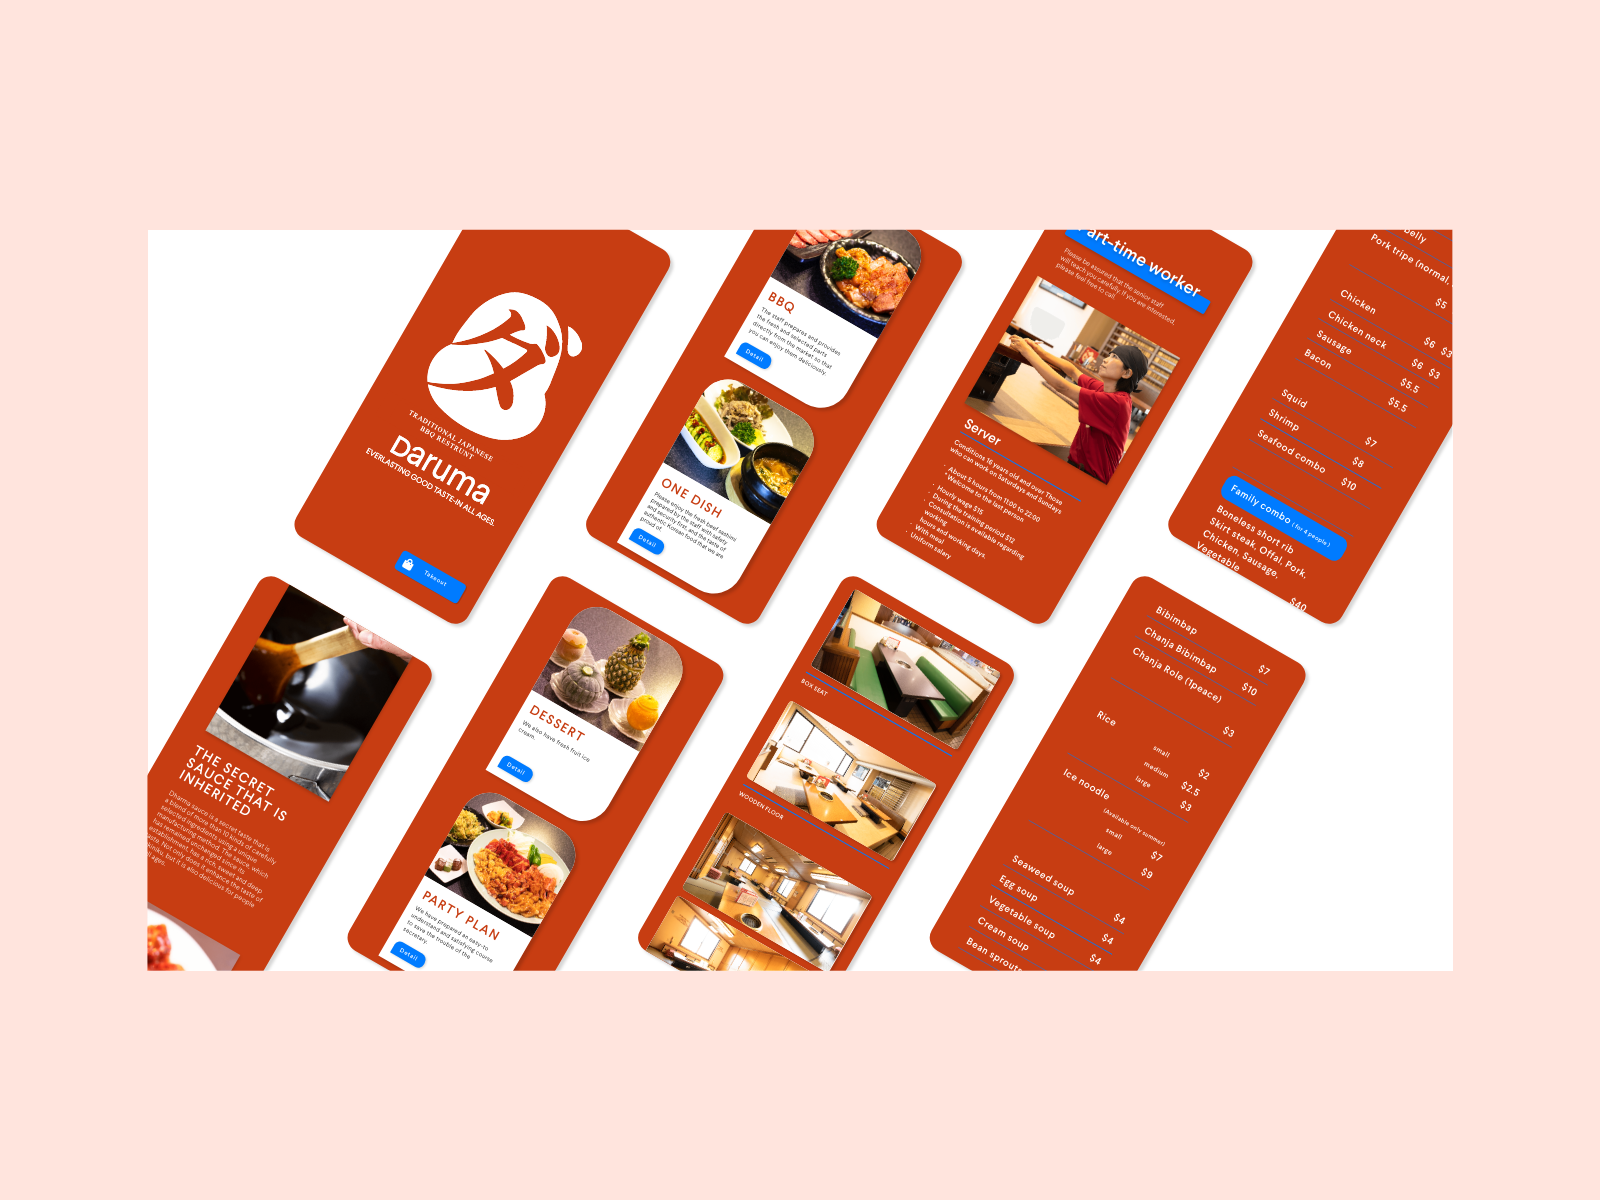 ダ
TRADITIONAL JAPANESE
BBQ RESTRUNT
Daruma
EVERLASTING GOOD TASTE-IN ALL AGES.
Takeout
BBQ
The staff prepares and provides
the fresh and selected parts
directly from the market so that
you can enjoy them deliciously.
Detail
ONE DISH
Please enjoy the fresh beef sashimi
prepared by the staff with safety
and security first, and the taste of
authentic Korean food that we are
proud of.
Detail
Part-time worker
Please be assured that the senior staff
will teach you carefully. If you are interested,
please feel free to call.
Server
Conditions 16 years old and over Those
who can work on Saturdays and Sundays
· About 5 hours from 11:00 to 22:00
*Welcome to the last person
· Hourly wage $15
· During the training period $12
· Consultation is available regarding
working
hours and working days.
· With meal
· Uniform salary
belly
Pork tripe (normal,
$5
Chicken
$6 $3
Chicken neck
$6 $3
Sausage
$5.5
Bacon
$5.5
Squid
$7
Shrimp
$8
Seafood combo
$10
Family combo ( for 4 people )
Boneless short rib
Skirt steak, Offal, Pork,
Chicken, Sausage,
Vegetable
$40
THE SECRET
SAUCE THAT IS
INHERITED
Dharma sauce is a secret taste that is
a blend of more than 10 kinds of carefully
selected ingredients using a unique
manufacturing method. The sauce, which
has remained unchanged since its
establishment, has a rich, sweet and deep
taste. Not only does it enhance the taste of
but it is also delicious for people
ages.
DESSERT
We also have fresh fruit ice
cream.
Detail
PARTY PLAN
We have prepared an easy-to
understand and satisfying course
to save the trouble of the
secretary.
Detail
BOX SEAT
WOODEN FLOOR
Bibimbap
$7
Chanja Bibimbap
$10
Chanja Role (1peace)
$3
Rice
small
$2
medium
$2.5
large
$3
Ice noodle
(Available only summer)
small
$7
large
$9
Seaweed soup
$4
Egg soup
$4
Vegetable soup
$4
Cream soup
Bean sprouts